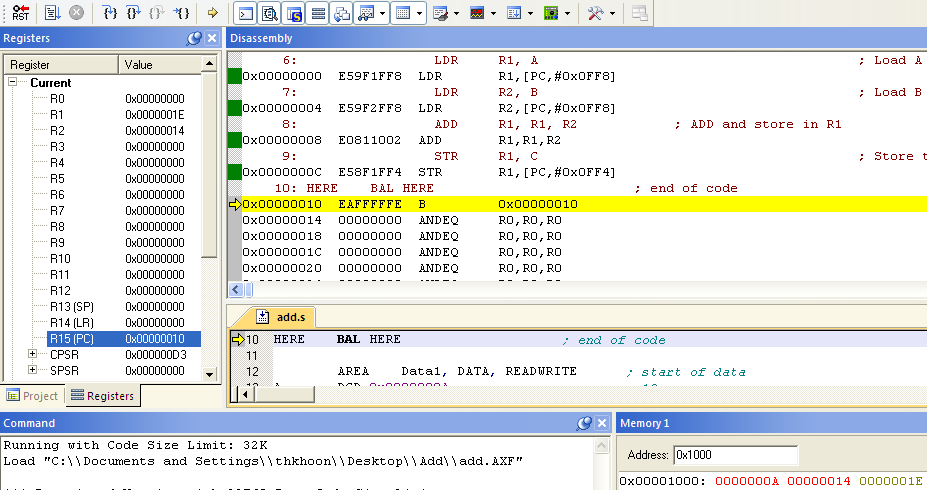 RST
Registers
Register Value
Current
R0 0x00000000
R1 0x0000001E
R2 0x00000014
R3 0x00000000
R4 0x00000000
R5 0x00000000
R6 0x00000000
R7 0x00000000
R8 0x00000000
R9 0x00000000
R10 0x00000000
R11 0x00000000
R12 0x00000000
R13 (SP) 0x00000000
R14 (LR) 0x00000000
R15 (PC) 0x00000010
CPSR 0x000000D3
SPSR 0x00000000
Project Registers
Disassembly
6: LDR R1, A ; Load A
0x00000000 E59F1FF8 LDR R1,[PC,#0x0FF8]
7: LDR R2, B ; Load B
0x00000004 E59F2FF8 LDR R2,[PC,#0x0FF8]
8: ADD R1, R1, R2 ; ADD and store in R1
0x00000008 E0811002 ADD R1,R1,R2
9: STR R1, C ; Store t
0x0000000C E58F1FF4 STR R1,[PC,#0x0FF4]
10: HERE BAL HERE ; end of code
0x00000010 EAFFFFFE B 0x00000010
0x00000014 00000000 ANDEQ R0,R0,R0
0x00000018 00000000 ANDEQ R0,R0,R0
0x0000001C 00000000 ANDEQ R0,R0,R0
0x00000020 00000000 ANDEQ R0,R0,R0
add.s
10 HERE BAL HERE ; end of code
11
12 AREA Data1, DATA, READWRITE ; start of data
Command
Running with Code Size Limit: 32K
Load "C:\\Documents and Settings\\thkhoon\\Desktop\\Add\\add.AXF"
Memory 1
Address: 0x1000
0x00001000: 0000000A 00000014 0000001E